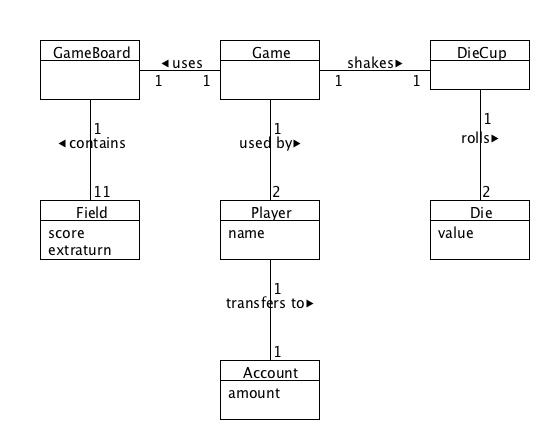 GameBoard
◄ uses
1 1
Game
shakes►
1 1
DieCup
1
◄ contains
11
1
used by►
2
1
rolls►
2
Field
score
extraturn
Player
name
Die
value
1
transfers to►
1
Account
amount